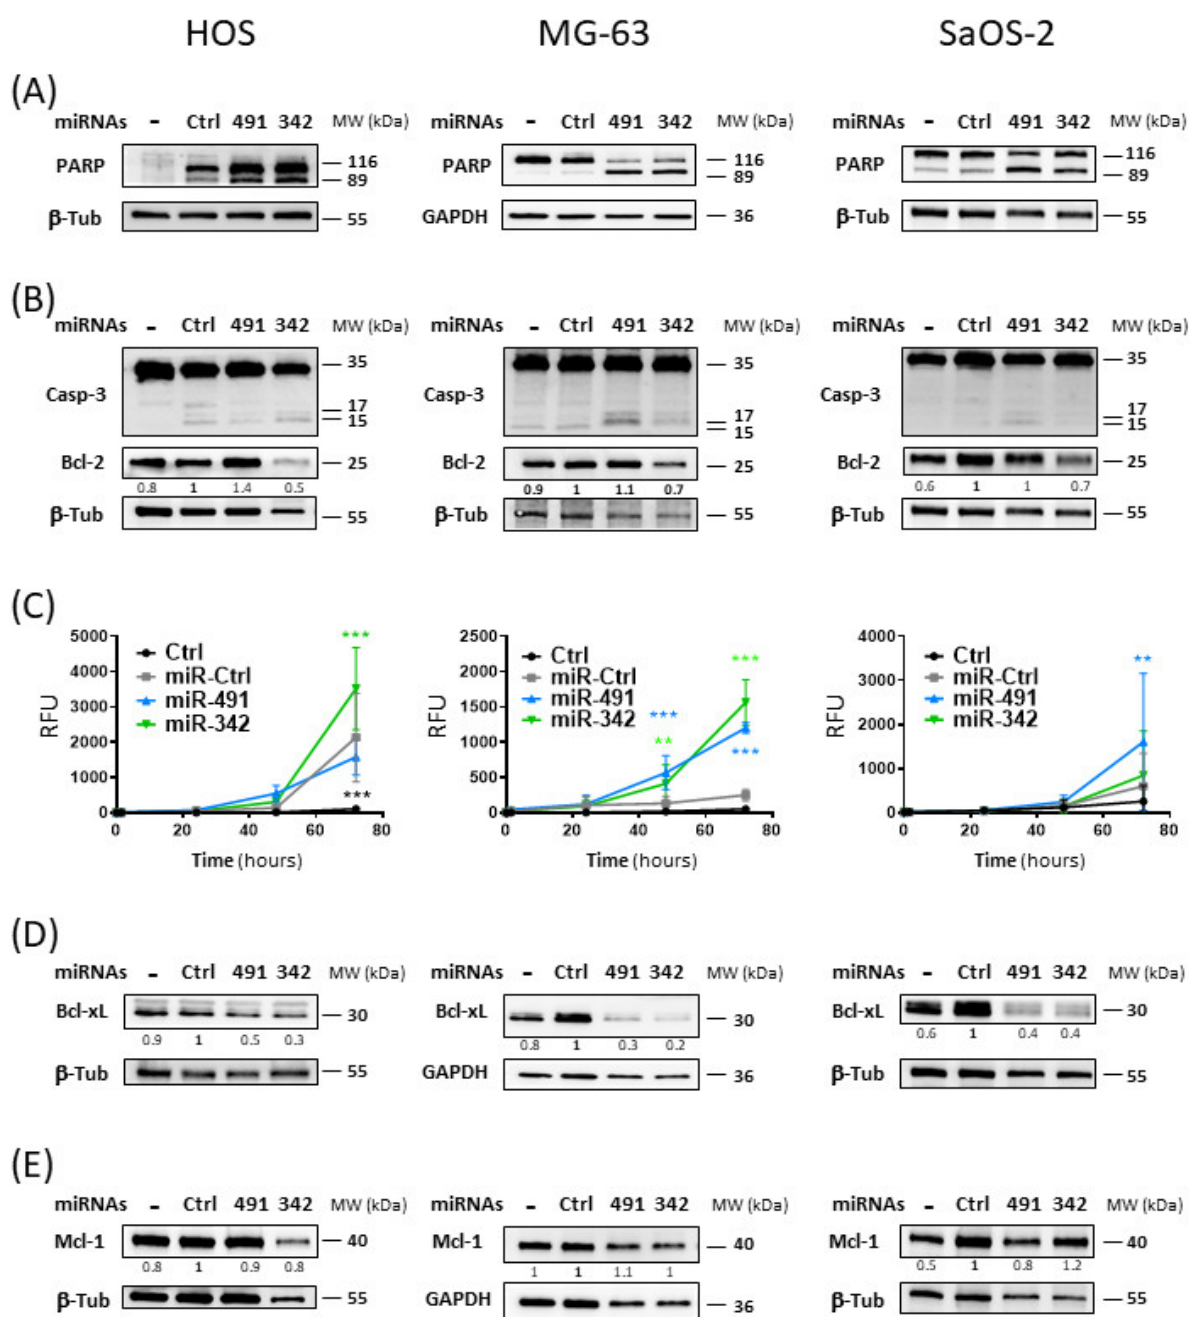 HOS MG-63 SaOS-2
(A)
miRNAs - Ctrl 491 342 MW (kDa) miRNAs - Ctrl 491 342 MW (kDa) miRNAs - Ctrl 491 342 MW (kDa)
PARP 116 PARP 116 PARP 116
89 89 89
β-Tub 55 GAPDH 36 β-Tub 55
(B)
miRNAs - Ctrl 491 342 MW (kDa) miRNAs - Ctrl 491 342 MW (kDa) miRNAs - Ctrl 491 342 MW (kDa)
35 35 35
Casp-3 17 Casp-3 17 Casp-3 17
15 15 15
Bcl-2 25 Bcl-2 25 Bcl-2 25
0.8 1 1.4 0.5 0.9 1 1.1 0.7 0.6 1 1 0.7
β-Tub 55 β-Tub 55 β-Tub 55
(C)
5000 *** 2500 4000
Ctrl Ctrl *** Ctrl **
4000 miR-Ctrl 2000 miR-Ctrl 3000 miR-Ctrl
miR-491 miR-491 *** miR-491
3000 miR-342 1500 miR-342 ** miR-342
RFU RFU RFU
2000 1000 *** 2000
1000 *** 500 1000
0 0 0
0 20 40 60 80 0 20 40 60 80 0 20 40 60 80
Time (hours) Time (hours) Time (hours)
(D)
miRNAs - Ctrl 491 342 MW (kDa) miRNAs - Ctrl 491 342 MW (kDa) miRNAs - Ctrl 491 342 MW (kDa)
Bcl-xL 30 Bcl-xL 30 Bcl-xL 30
0.9 1 0.5 0.3 0.8 1 0.3 0.2 0.6 1 0.4 0.4
β-Tub 55 GAPDH 36 β-Tub 55
(E)
miRNAs - Ctrl 491 342 MW (kDa) miRNAs - Ctrl 491 342 MW (kDa) miRNAs - Ctrl 491 342 MW (kDa)
Mcl-1 40 Mcl-1 40 Mcl-1 40
0.8 1 0.9 0.8 1 1 1.1 1 0.5 1 0.8 1.2
β-Tub 55 GAPDH 36 β-Tub 55